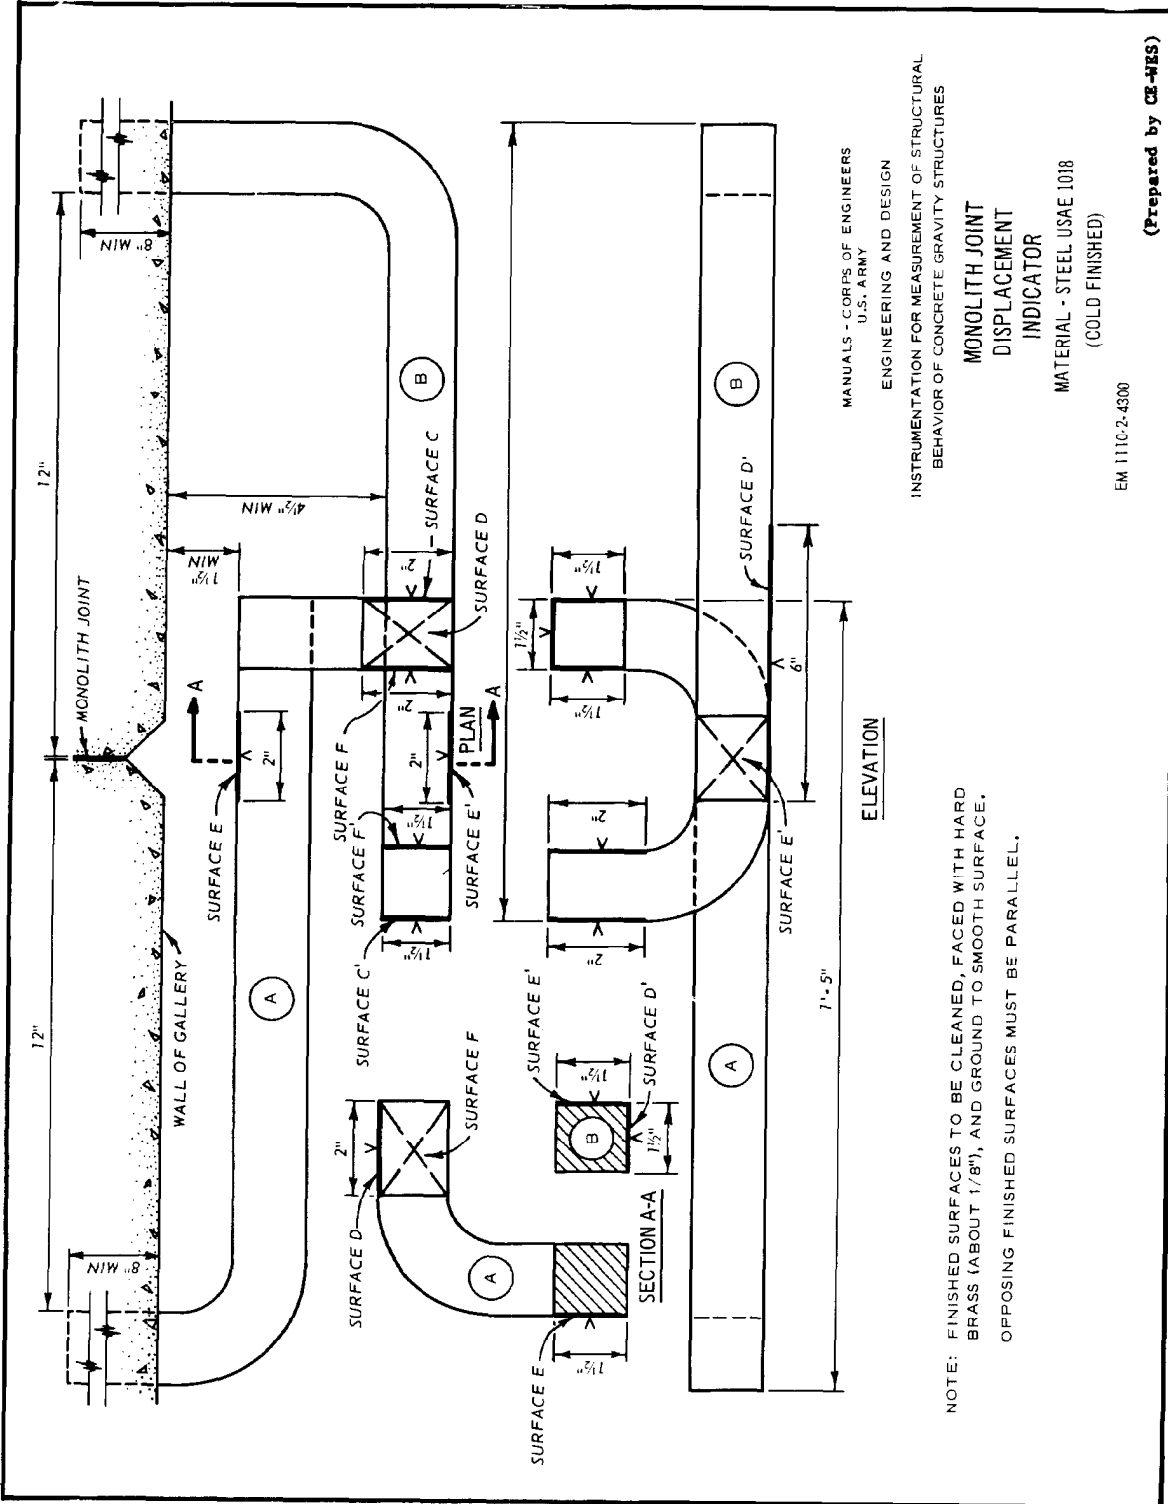 12"
12"
8" MIN
8" MIN
MONOLITH JOINT
WALL OF GALLERY
1½"
MIN
4½" MIN
A
SURFACE E
2"
A
B
2"
SURFACE C
SURFACE D
2"
SURFACE F
PLAN
2"
A
1½"
SURFACE F'
SURFACE E'
1½"
SURFACE C'
2"
SURFACE D
SURFACE F
A
SURFACE E
1½"
SECTION A-A
SURFACE E'
1½"
B
SURFACE D'
1½"
1½"
1½"
1½"
2"
2"
B
SURFACE D'
6"
SURFACE E'
A
1'-5"
ELEVATION
NOTE: FINISHED SURFACES TO BE CLEANED, FACED WITH HARD
BRASS (ABOUT 1/8"), AND GROUND TO SMOOTH SURFACE.
OPPOSING FINISHED SURFACES MUST BE PARALLEL.
MANUALS - CORPS OF ENGINEERS
U.S. ARMY
ENGINEERING AND DESIGN
INSTRUMENTATION FOR MEASUREMENT OF STRUCTURAL
BEHAVIOR OF CONCRETE GRAVITY STRUCTURES
MONOLITH JOINT
DISPLACEMENT
INDICATOR
MATERIAL - STEEL USAE 1018
(COLD FINISHED)
EM 1110-2-4300
(Prepared by CE-WES)